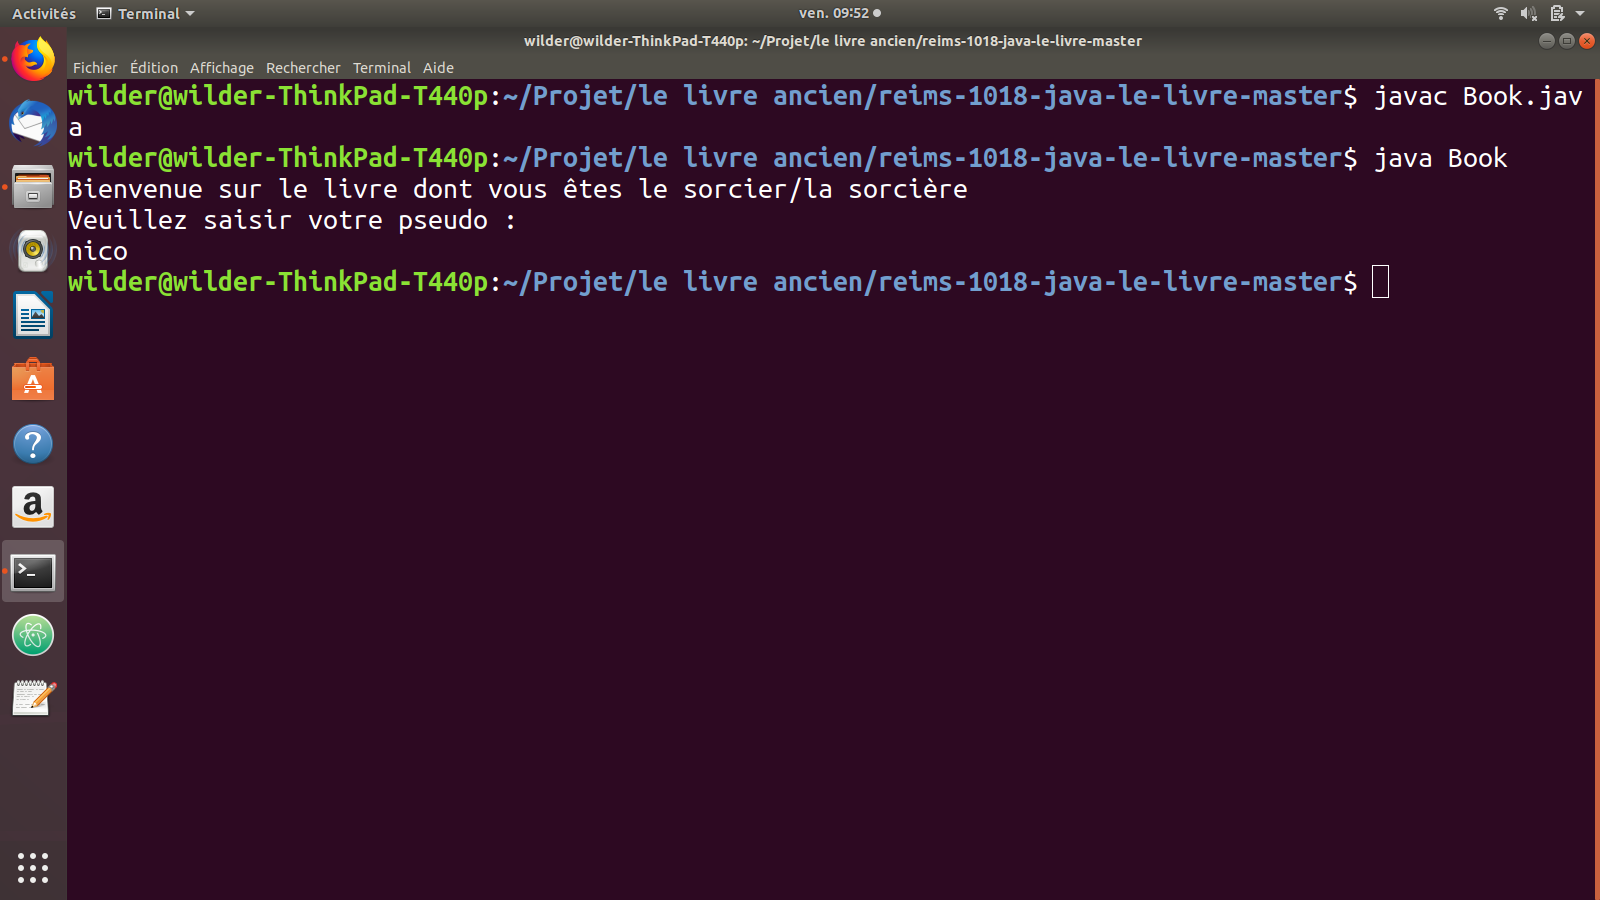 Activités Terminal ven. 09:52
wilder@wilder-ThinkPad-T440p: ~/Projet/le livre ancien/reims-1018-java-le-livre-master
Fichier Édition Affichage Rechercher Terminal Aide
wilder@wilder-ThinkPad-T440p:~/Projet/le livre ancien/reims-1018-java-le-livre-master$ javac Book.jav
a
wilder@wilder-ThinkPad-T440p:~/Projet/le livre ancien/reims-1018-java-le-livre-master$ java Book
Bienvenue sur le livre dont vous êtes le sorcier/la sorcière
Veuillez saisir votre pseudo :
nico
wilder@wilder-ThinkPad-T440p:~/Projet/le livre ancien/reims-1018-java-le-livre-master$